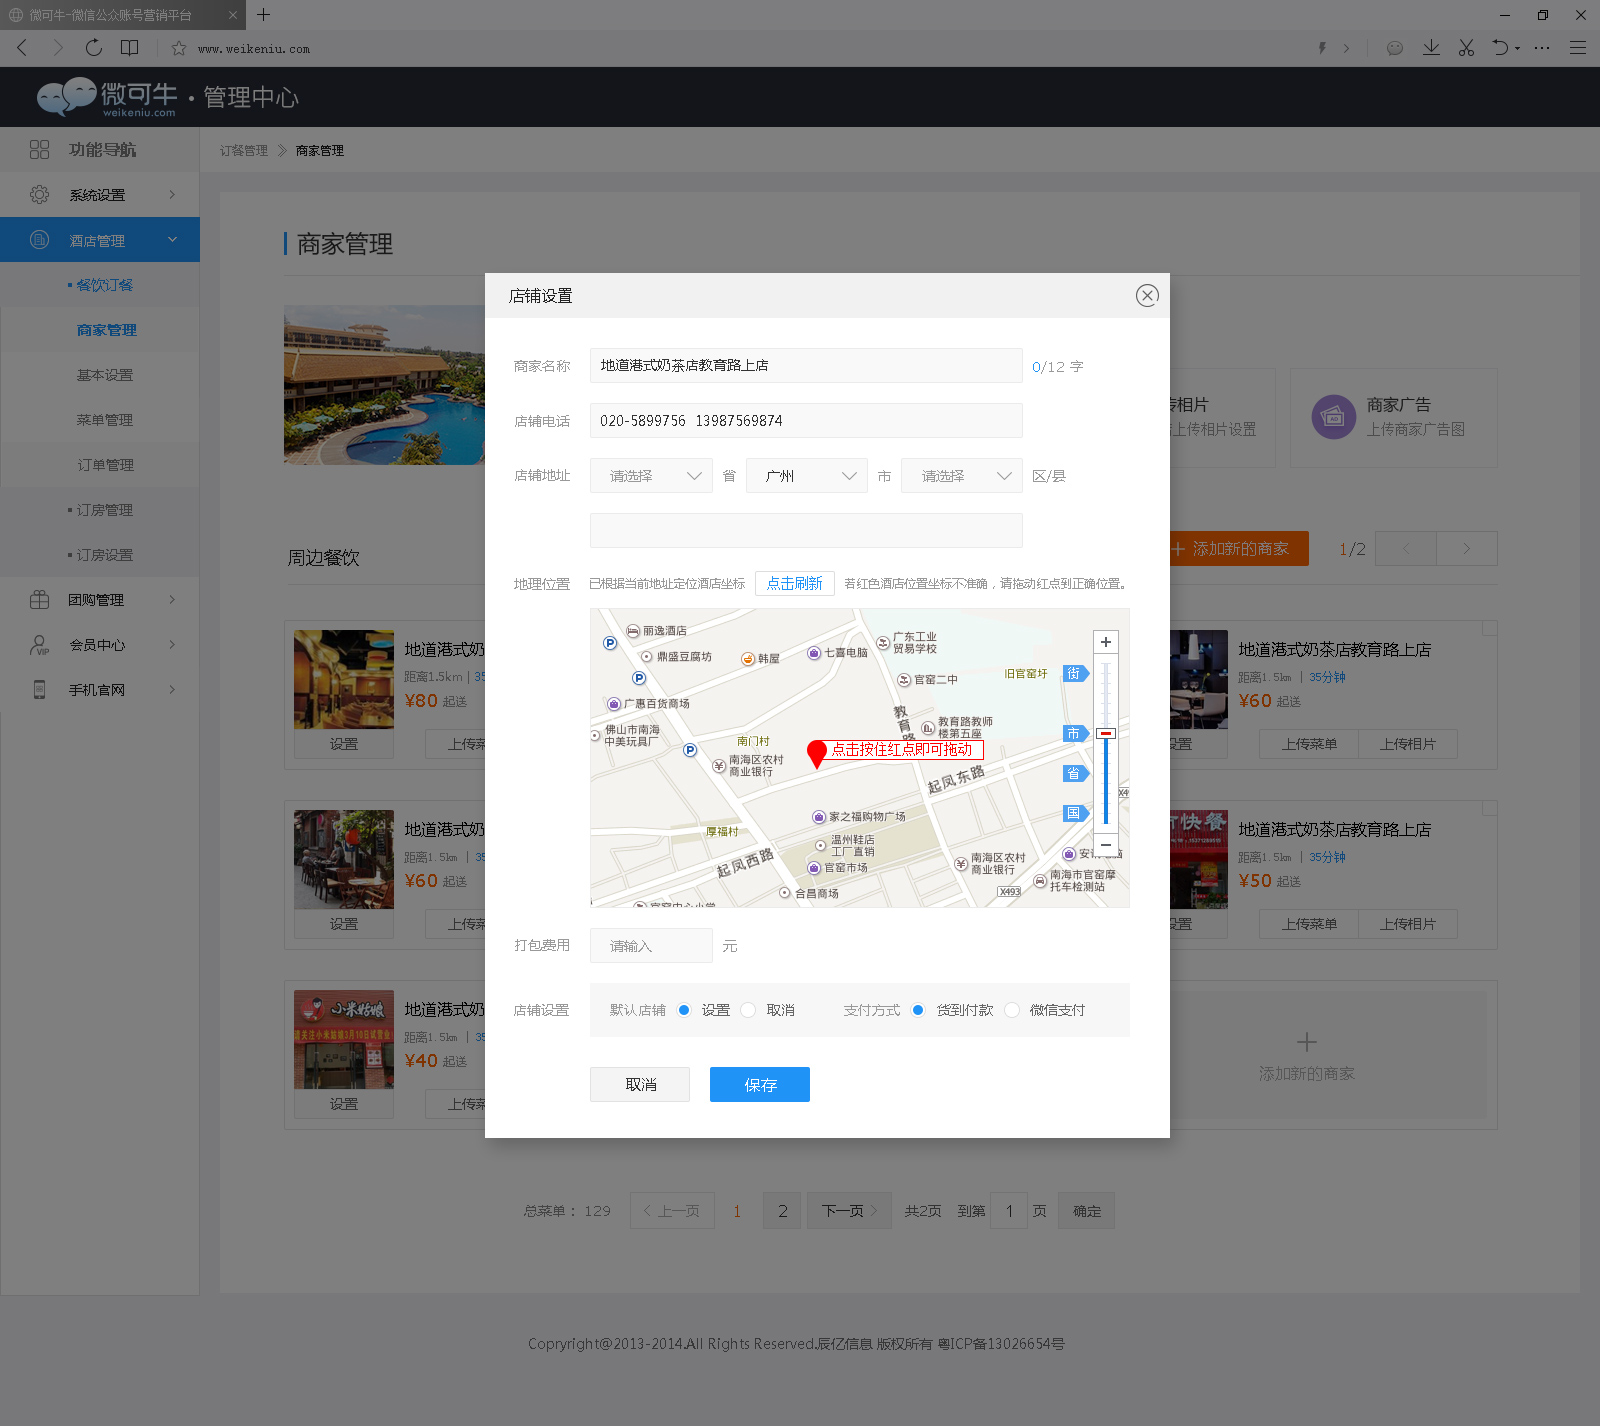 微可牛-微信公众账号营销平台
www.weikeniu.com
微可牛
weikeniu.com
·管理中心
功能导航
订餐管理 商家管理
系统设置
酒店管理
餐饮订餐
商家管理
基本设置
菜单管理
订单管理
订房管理
订房设置
团购管理
会员中心
VIP
手机官网
商家管理
店铺设置
商家名称 地道港式奶茶店教育路上店 0/12 字
店铺电话 020-5899756 13987569874
店铺地址 请选择 省 广州 市 请选择 区/县
地理位置 已根据当前地址定位酒店坐标 点击刷新 若红色酒店位置坐标不准确，请拖动红点到正确位置。
丽逸酒店
鼎盛豆腐坊
韩屋
七喜电脑
广东工业
贸易学校
官窑二中
旧官窑圩
广惠百货商场
佛山市南海
中美玩具厂
南门村
南海区农村
商业银行
教育路
教育路教师
楼第五座
点击按住红点即可拖动
起凤东路
家之福购物广场
厚福村
温州鞋店
工厂直销
起凤西路
官窑市场
合昌商场
南海区农村
商业银行
X493
南海市官窑摩
托车检测站
街
市
省
国
打包费用 请输入 元
店铺设置 默认店铺 设置 取消 支付方式 货到付款 微信支付
取消 保存
传相片
上传相片设置
商家广告
上传商家广告图
周边餐饮
添加新的商家 1/2
地道港式奶
距离1.5km | 35
¥80 起送
设置 上传菜
地道港式奶茶店教育路上店
距离1.5km | 35分钟
¥60 起送
设置 上传菜单 上传相片
地道港式奶
距离1.5km | 35
¥60 起送
设置 上传菜
快餐
地道港式奶茶店教育路上店
距离1.5km | 35分钟
¥50 起送
设置 上传菜单 上传相片
小米姑娘
请关注小米姑娘3月10日试营业
地道港式奶
距离1.5km | 35
¥40 起送
设置 上传菜
添加新的商家
总菜单： 129 上一页 1 2 下一页 共2页 到第 1 页 确定
Copryright@2013-2014.All Rights Reserved.辰亿信息 版权所有 粤ICP备13026654号